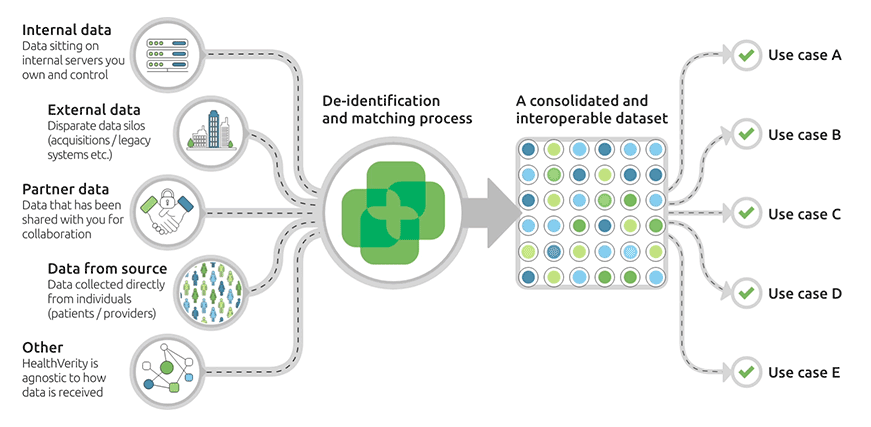 Internal data
Data sitting on
internal servers you
own and control
External data
Disparate data silos
(acquisitions / legacy
systems etc.)
Partner data
Data that has been
shared with you for
collaboration
Data from source
Data collected directly
from individuals
(patients / providers)
Other
HealthVerity is
agnostic to how
data is received
De-identification
and matching process
A consolidated and
interoperable dataset
Use case A
Use case B
Use case C
Use case D
Use case E